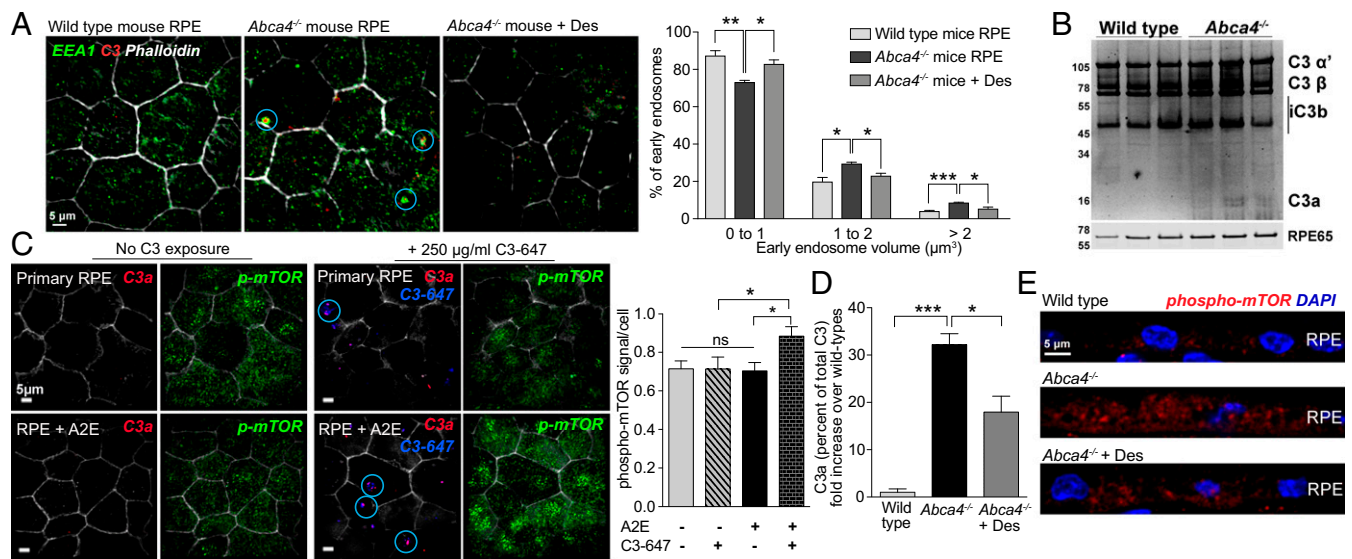 A
Wild type mouse RPE
Abca4-/- mouse RPE
Abca4-/- mouse + Des
EEA1 C3 Phalloidin
5 µm
% of early endosomes
100
80
60
40
20
0
** *
* *
*** *
Wild type mice RPE
Abca4-/- mice RPE
Abca4-/- mice + Des
0 to 1
1 to 2
> 2
Early endosome volume (µm³)
B
Wild type
Abca4-/-
105
78
55
45
34
16
C3 α'
C3 β
iC3b
C3a
78
55
RPE65
C
No C3 exposure
+ 250 µg/ml C3-647
Primary RPE
C3a
p-mTOR
Primary RPE
C3a
C3-647
p-mTOR
5µm
RPE + A2E
C3a
p-mTOR
RPE + A2E
C3a
C3-647
p-mTOR
phospho-mTOR signal/cell
1.0
0.8
0.6
0.4
0.2
0.0
*
*
ns
A2E - - + +
C3-647 - + - +
D
C3a (percent of total C3)
fold increase over wild-types
40
30
20
10
0
*** *
Wild type
Abca4-/-
Abca4-/- + Des
E
Wild type
phospho-mTOR DAPI
5 µm
RPE
Abca4-/-
RPE
Abca4-/- + Des
RPE